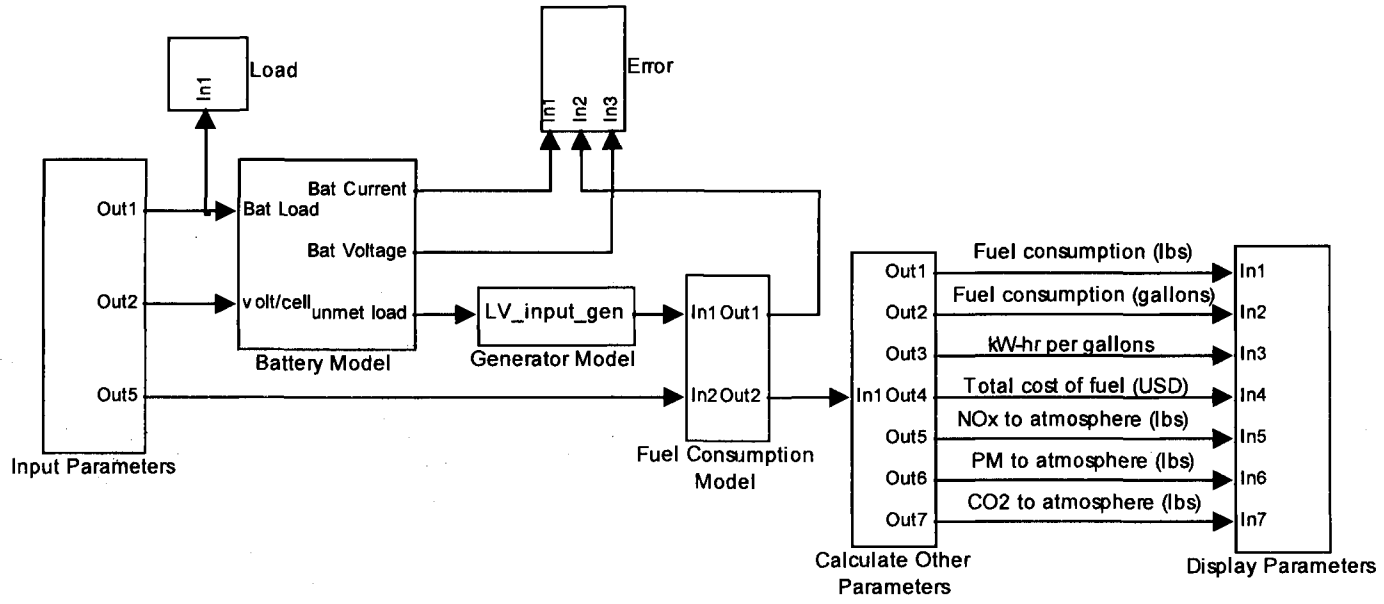 Load
In1
Error
In1
In2
In3
Out1
Out2
Out5
Input Parameters
Bat Load
volt/cell
Bat Current
Bat Voltage
unmet load
Battery Model
LV_input_gen
Generator Model
In1 Out1
In2 Out2
Fuel Consumption
Model
In1
Out1
Out2
Out3
Out4
Out5
Out6
Out7
Calculate Other
Parameters
Fuel consumption (lbs)
Fuel consumption (gallons)
kW-hr per gallons
Total cost of fuel (USD)
NOx to atmosphere (lbs)
PM to atmosphere (lbs)
CO2 to atmosphere (lbs)
In1
In2
In3
In4
In5
In6
In7
Display Parameters